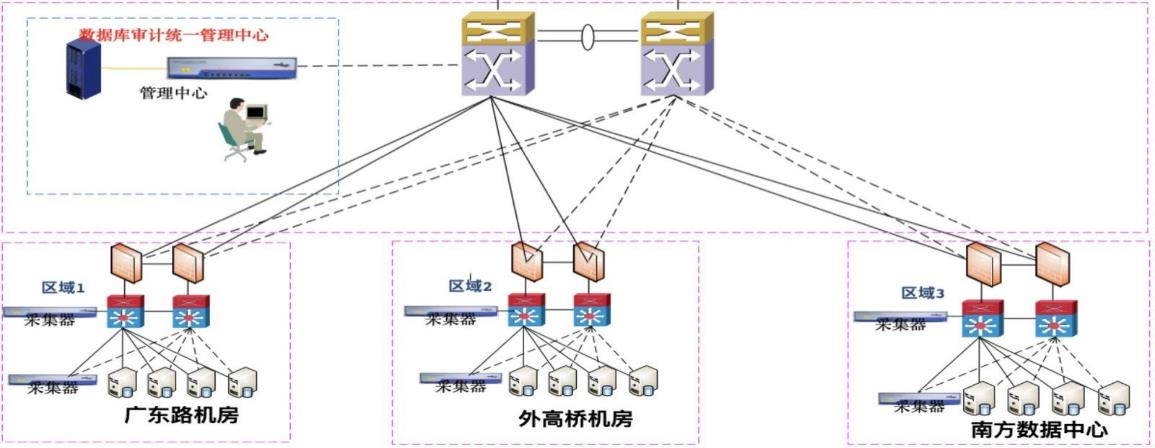 数据库审计统一管理中心
管理中心
区域1
采集器
采集器
广东路机房
区域2
采集器
采集器
外高桥机房
区域3
采集器
采集器
南方数据中心